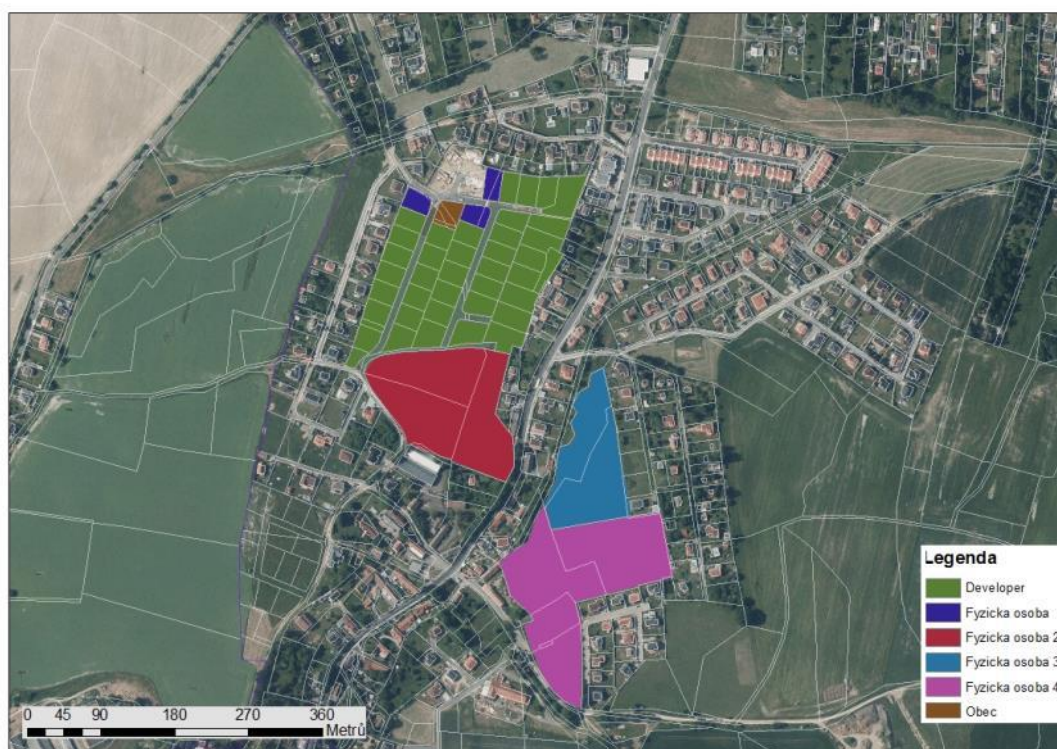 Legenda
Developer
Fyzicka osoba
Fyzicka osoba 2
Fyzicka osoba 3
Fyzicka osoba 4
Obec
0 45 90 180 270 360
Metrů